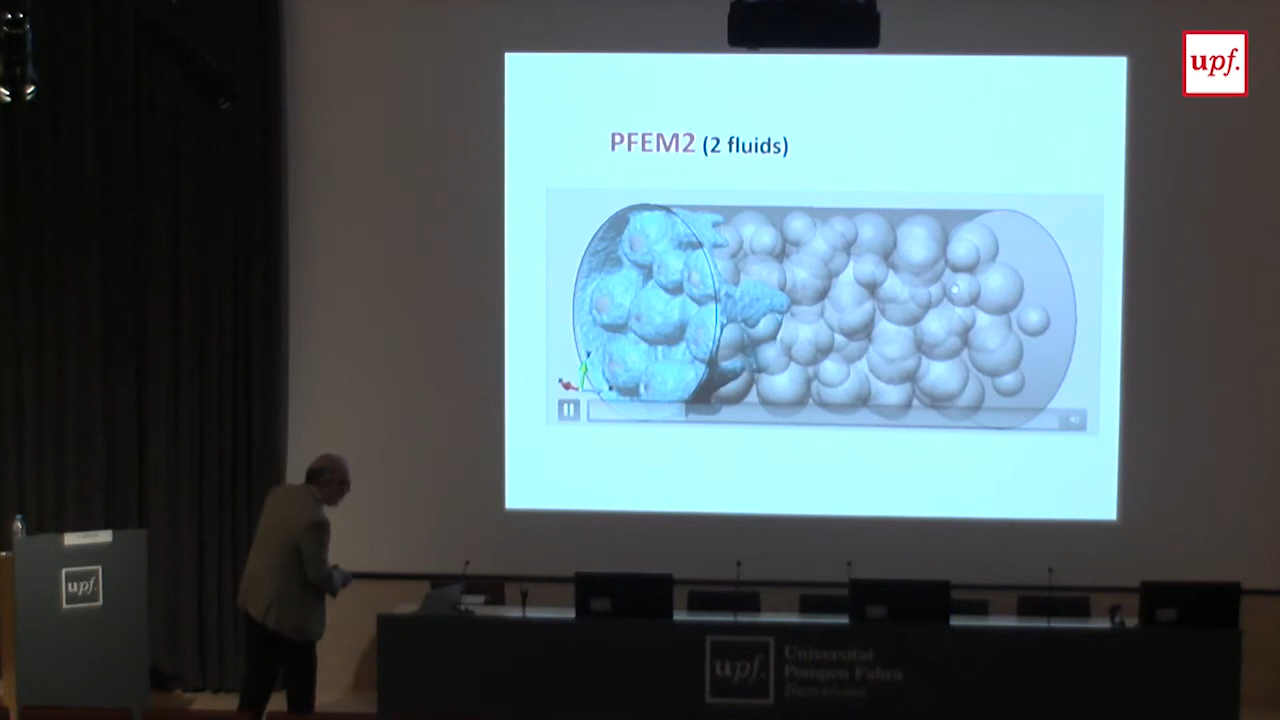 upf.
PFEM2 (2 fluids)
upf.
upf.
Universitat
Pompeu Fabra
Barcelona